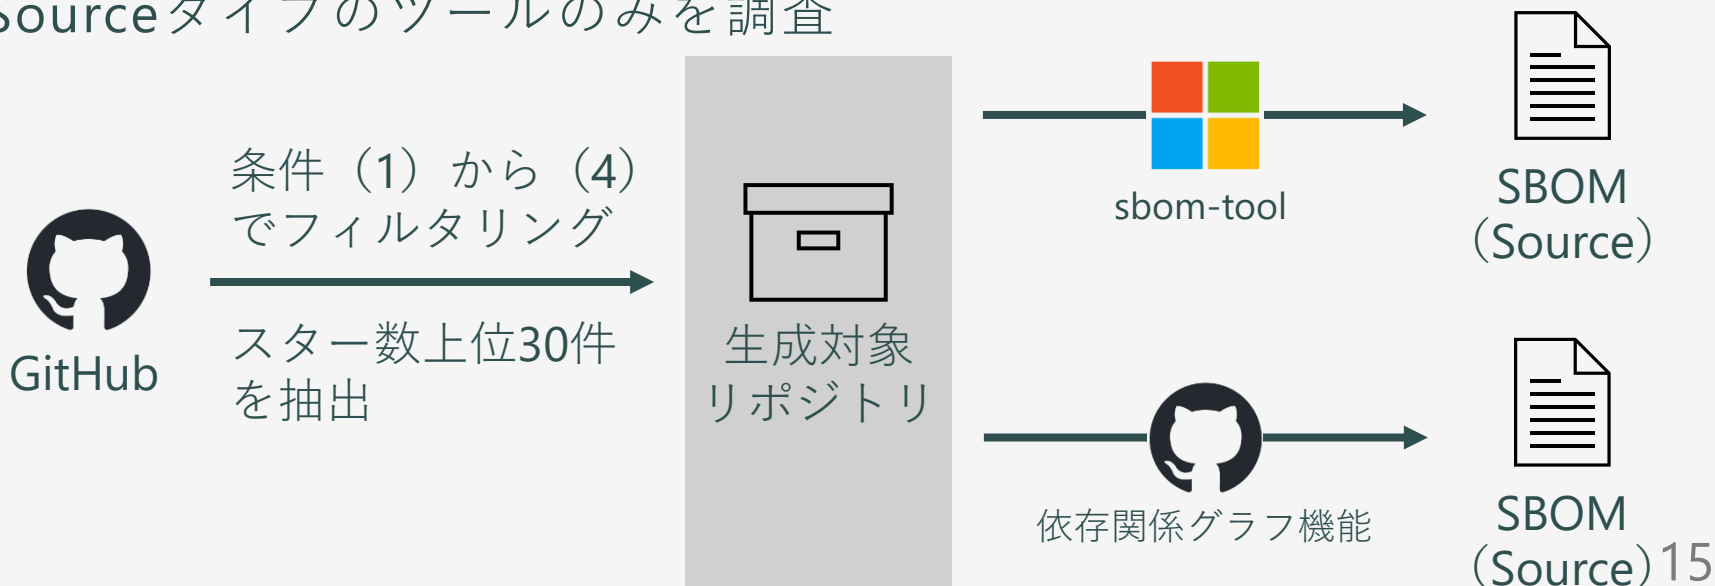 Sourceタイプのツールのみを調査
条件（1）から（4）
でフィルタリング
スター数上位30件
を抽出
GitHub
生成対象
リポジトリ
sbom-tool
SBOM
（Source）
依存関係グラフ機能
SBOM
（Source）
15